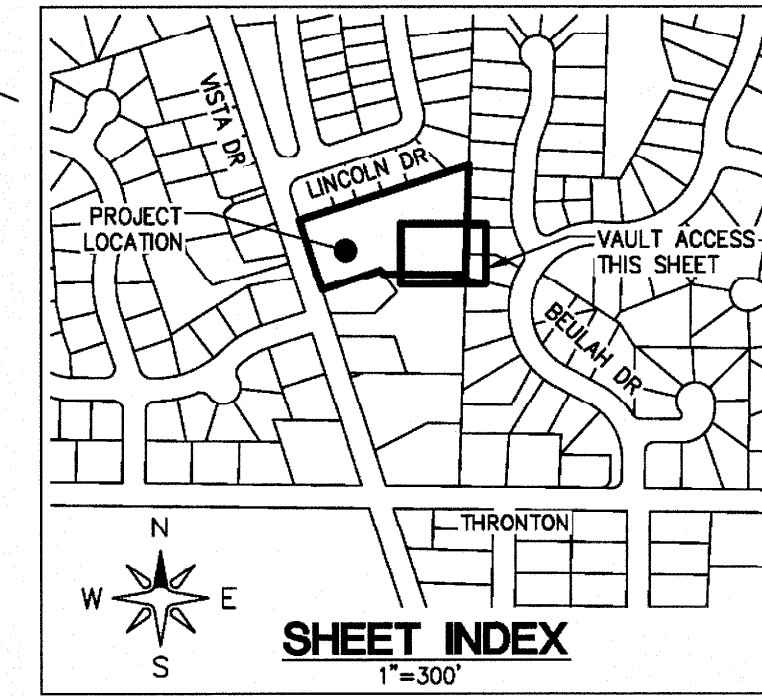 VISTA DR
LINCOLN DR
PROJECT
LOCATION
VAULT ACCESS
THIS SHEET
BEULAH DR
THRONTON
N
W E
S
SHEET INDEX
1"=300'